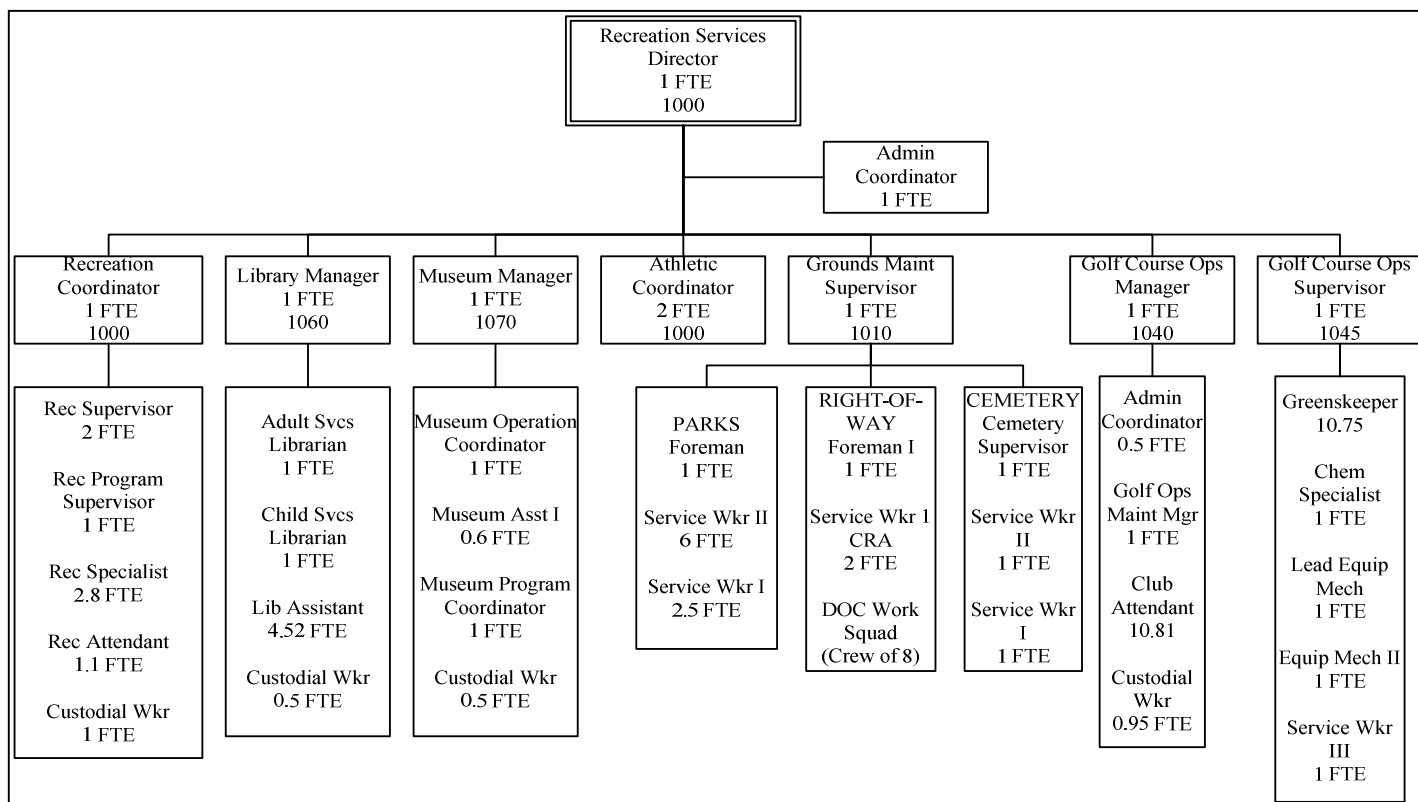 Recreation Services
Director
1 FTE
1000
Admin
Coordinator
1 FTE
Recreation
Coordinator
1 FTE
1000
Library Manager
1 FTE
1060
Museum Manager
1 FTE
1070
Athletic
Coordinator
2 FTE
1000
Grounds Maint
Supervisor
1 FTE
1010
Golf Course Ops
Manager
1 FTE
1040
Golf Course Ops
Supervisor
1 FTE
1045
Rec Supervisor
2 FTE
Rec Program
Supervisor
1 FTE
Rec Specialist
2.8 FTE
Rec Attendant
1.1 FTE
Custodial Wkr
1 FTE
Adult Svcs
Librarian
1 FTE
Child Svcs
Librarian
1 FTE
Lib Assistant
4.52 FTE
Custodial Wkr
0.5 FTE
Museum Operation
Coordinator
1 FTE
Museum Asst I
0.6 FTE
Museum Program
Coordinator
1 FTE
Custodial Wkr
0.5 FTE
PARKS
Foreman
1 FTE
Service Wkr II
6 FTE
Service Wkr I
2.5 FTE
RIGHT-OF-
WAY
Foreman I
1 FTE
Service Wkr 1
CRA
2 FTE
DOC Work
Squad
(Crew of 8)
CEMETERY
Cemetery
Supervisor
1 FTE
Service Wkr
II
1 FTE
Service Wkr
I
1 FTE
Admin
Coordinator
0.5 FTE
Golf Ops
Maint Mgr
1 FTE
Club
Attendant
10.81
Custodial
Wkr
0.95 FTE
Greenskeeper
10.75
Chem
Specialist
1 FTE
Lead Equip
Mech
1 FTE
Equip Mech II
1 FTE
Service Wkr
III
1 FTE